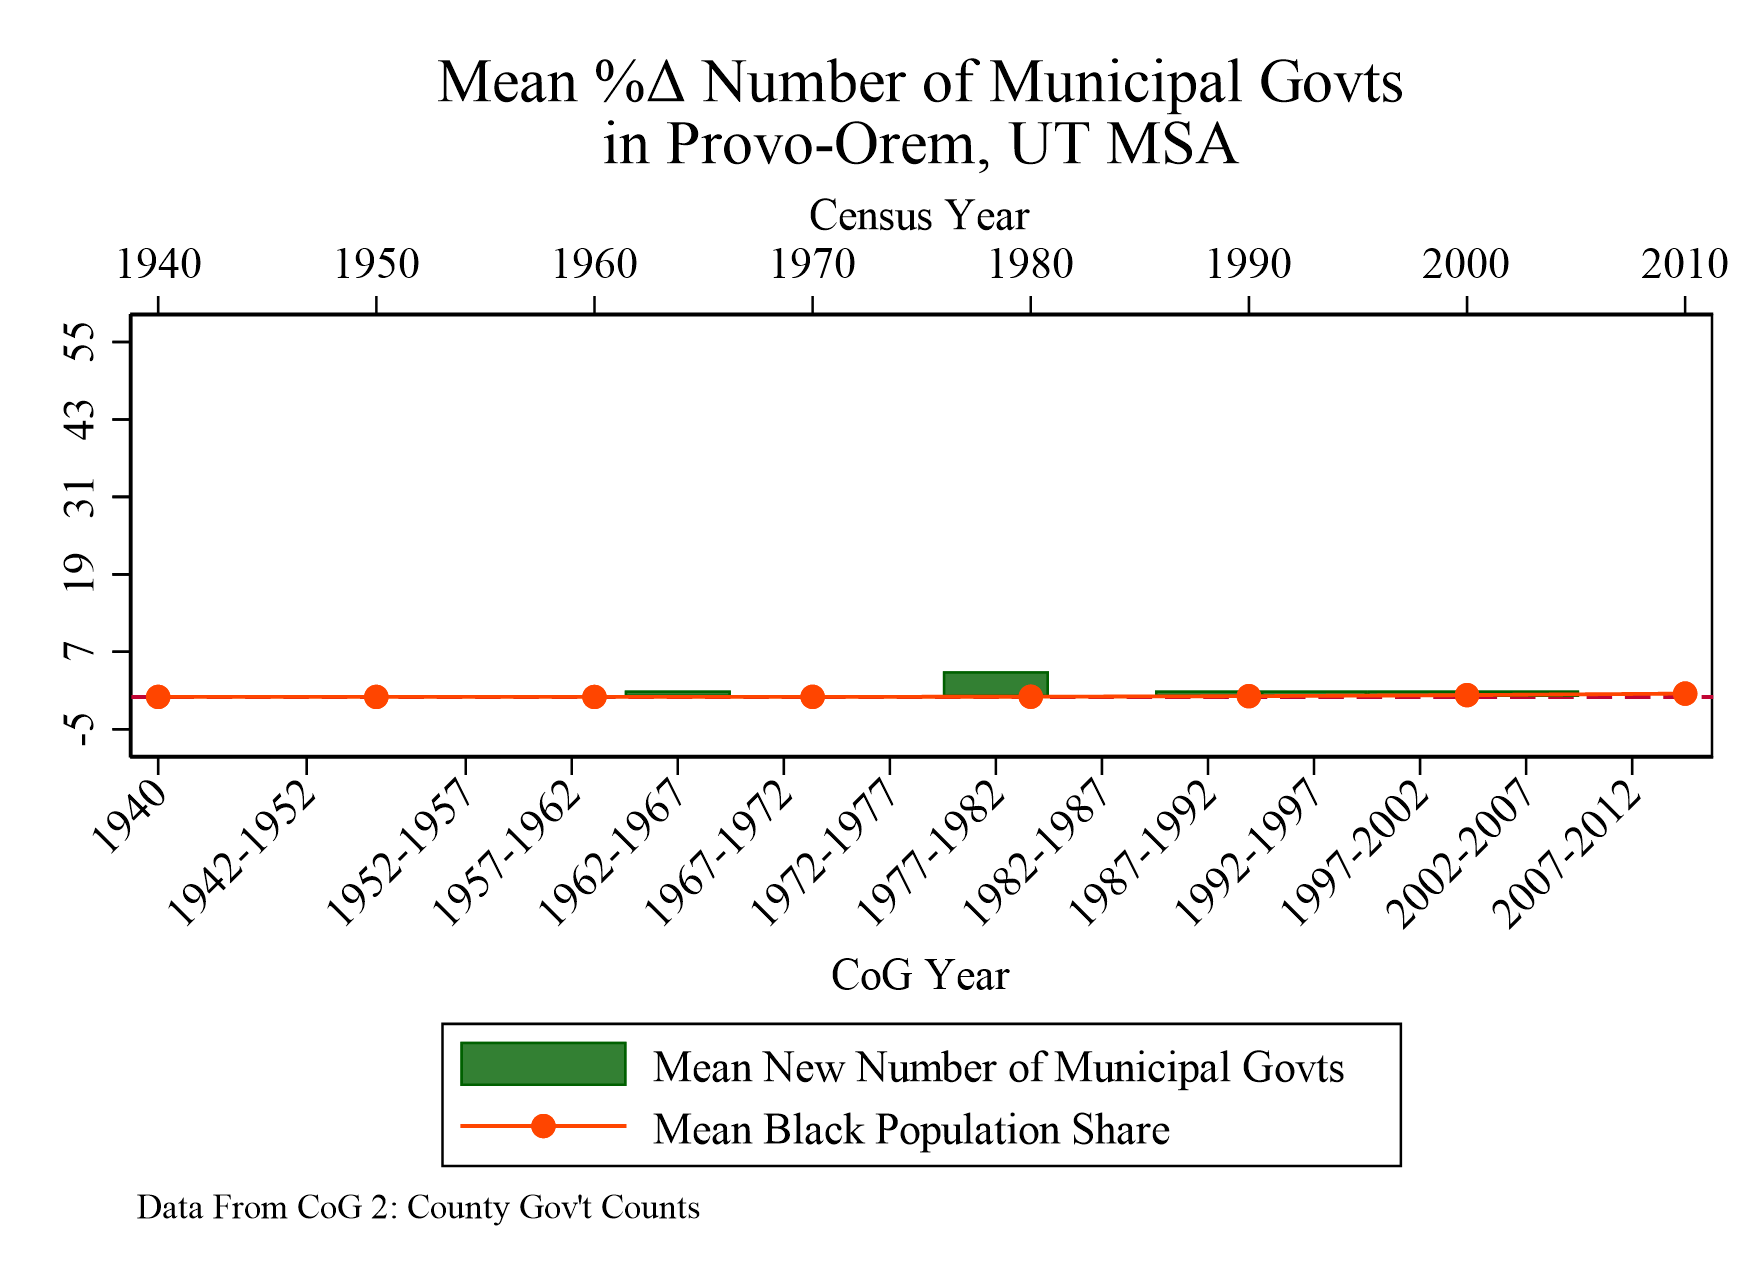 Mean %Δ Number of Municipal Govts
in Provo-Orem, UT MSA
Census Year
1940 1950 1960 1970 1980 1990 2000 2010
55
43
31
19
7
-5
1940 1942-1952 1952-1957 1957-1962 1962-1967 1967-1972 1972-1977 1977-1982 1982-1987 1987-1992 1992-1997 1997-2002 2002-2007 2007-2012
CoG Year
Mean New Number of Municipal Govts
Mean Black Population Share
Data From CoG 2: County Gov't Counts